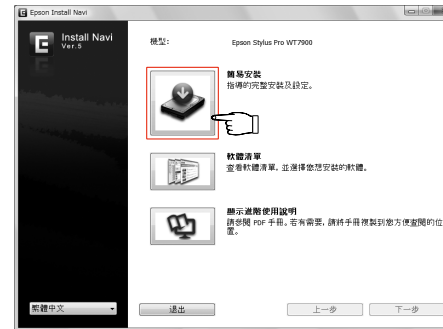 Epson Install Navi
Install Navi
Ver.5
機型: Epson Stylus Pro WT7900
簡易安裝
指導的完整安裝及設定。
軟體清單
查看軟體清單，並選擇您想安裝的軟體。
顯示進階使用說明
請參閱 PDF 手冊。若有需要，請將手冊複製到您方便查閱的位
置。
繁體中文
退出
上一步
下一步